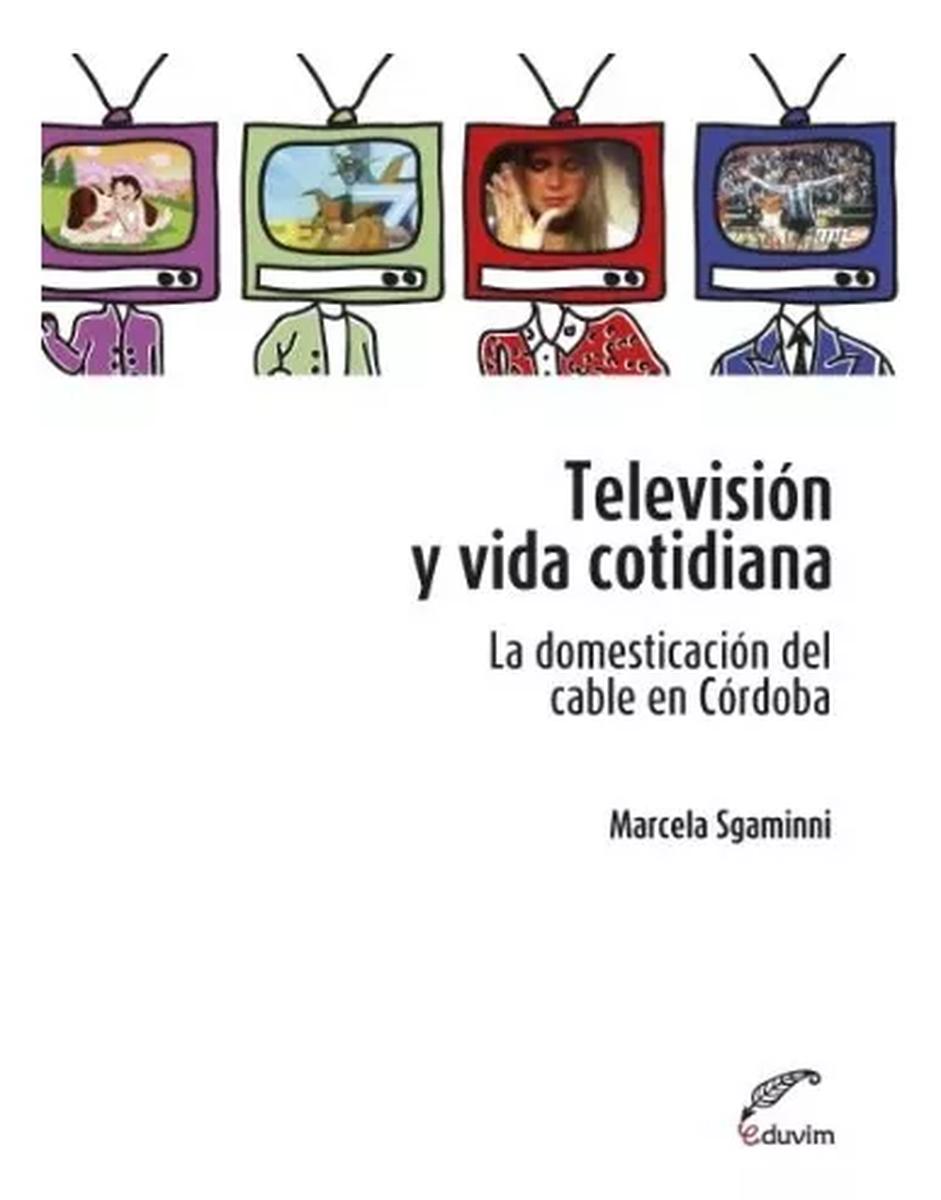 Televisión
y vida cotidiana
La domesticación del
cable en Córdoba
Marcela Sgaminni
eduvim